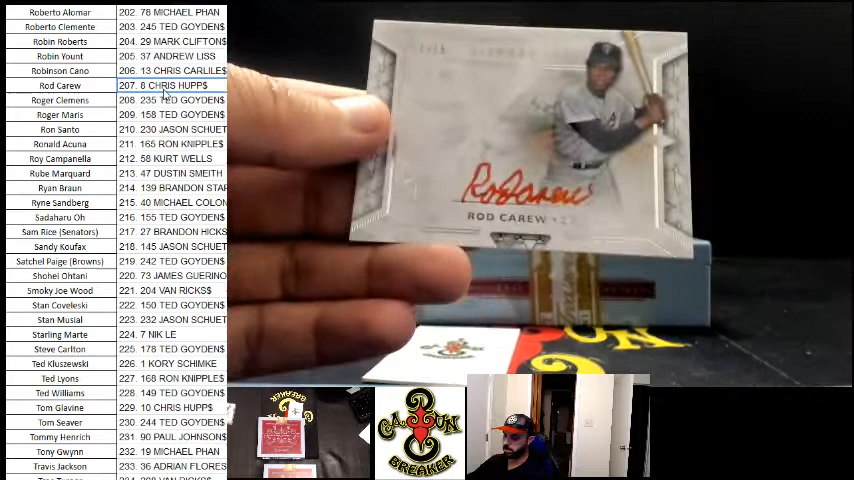 Roberto Alomar 202. 78 MICHAEL PHAN
Roberto Clemente 203. 245 TED GOYDEN$
Robin Roberts 204. 29 MARK CLIFTON$
Robin Yount 205. 37 ANDREW LISS
Robinson Cano 206. 13 CHRIS CARLILE$
Rod Carew 207. 8 CHRIS HUPP$
Roger Clemens 208. 235 TED GOYDEN$
Roger Maris 209. 158 TED GOYDEN$
Ron Santo 210. 230 JASON SCHUET
Ronald Acuna 211. 165 RON KNIPPLE$
Roy Campanella 212. 58 KURT WELLS
Rube Marquard 213. 47 DUSTIN SMEITH
Ryan Braun 214. 139 BRANDON STAR
Ryne Sandberg 215. 40 MICHAEL COLON
Sadaharu Oh 216. 155 TED GOYDEN$
Sam Rice (Senators) 217. 27 BRANDON HICKS
Sandy Koufax 218. 145 JASON SCHUET
Satchel Paige (Browns) 219. 242 TED GOYDEN$
Shohei Ohtani 220. 73 JAMES GUERINO
Smoky Joe Wood 221. 204 VAN RICKS$
Stan Coveleski 222. 150 TED GOYDEN$
Stan Musial 223. 232 JASON SCHUET
Starling Marte 224. 7 NIK LE
Steve Carlton 225. 178 TED GOYDEN$
Ted Kluszewski 226. 1 KORY SCHIMKE
Ted Lyons 227. 168 RON KNIPPLE$
Ted Williams 228. 149 TED GOYDEN$
Tom Glavine 229. 10 CHRIS HUPP$
Tom Seaver 230. 244 TED GOYDEN$
Tommy Henrich 231. 90 PAUL JOHNSON$
Tony Gwynn 232. 19 MICHAEL PHAN
Travis Jackson 233. 36 ADRIAN FLORES
Rod Carew
ROD CAREW
CAJUN
BREAKER